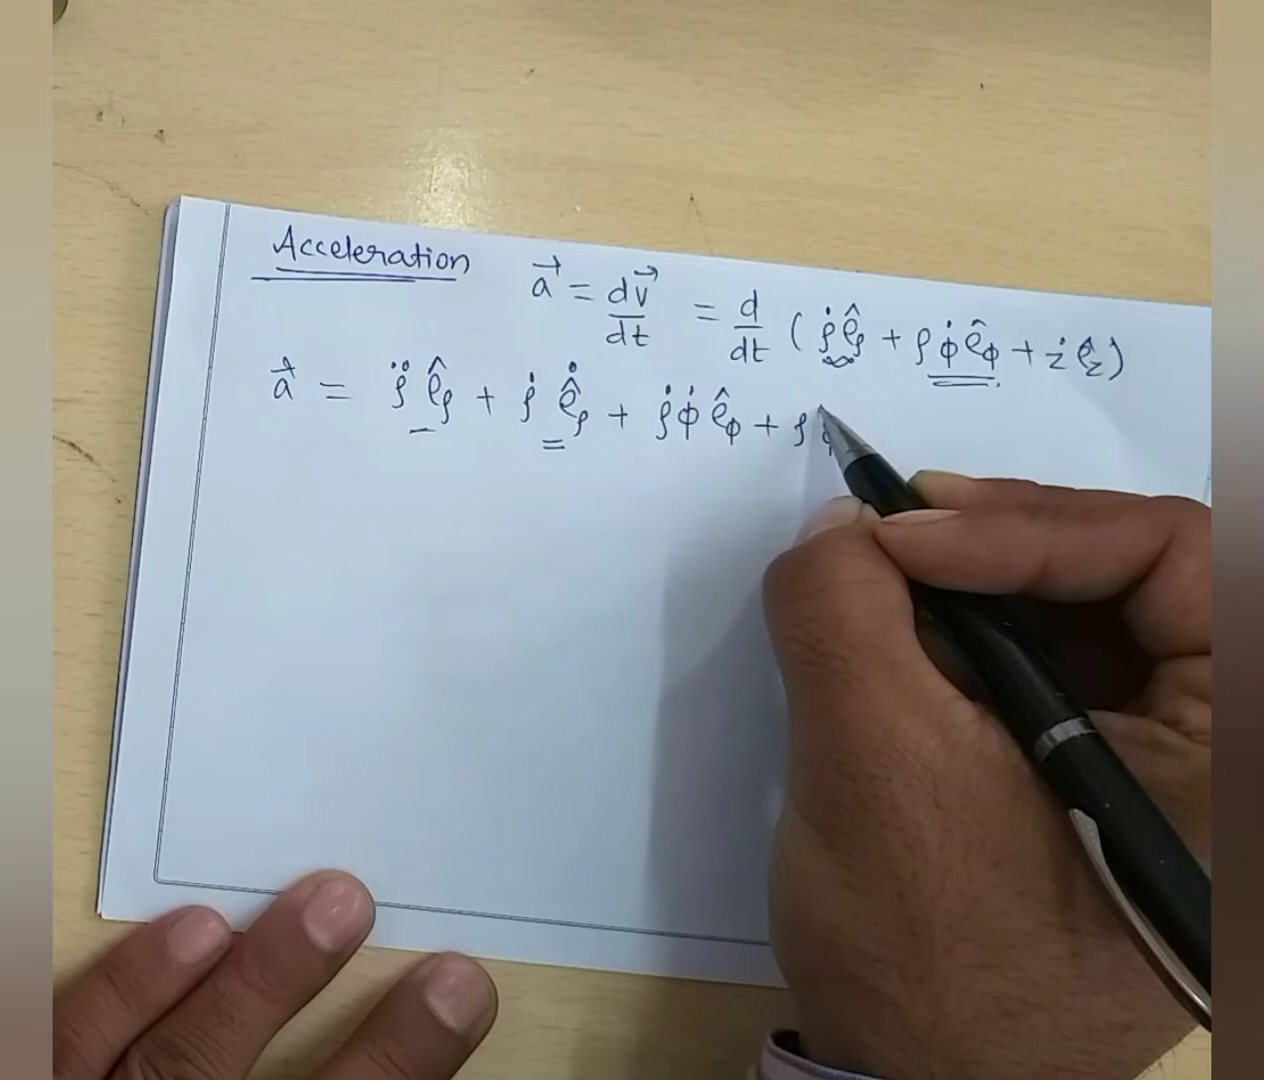 Acceleration a⃗ = dv⃗/dt = d/dt (ρ̇ ê_ρ + ρ ϕ̇ ê_ϕ + ż ê_z)
a⃗ = ρ̈ ê_ρ + ρ̇ ê̇_ρ + ρ̇ ϕ̇ ê_ϕ + ρ